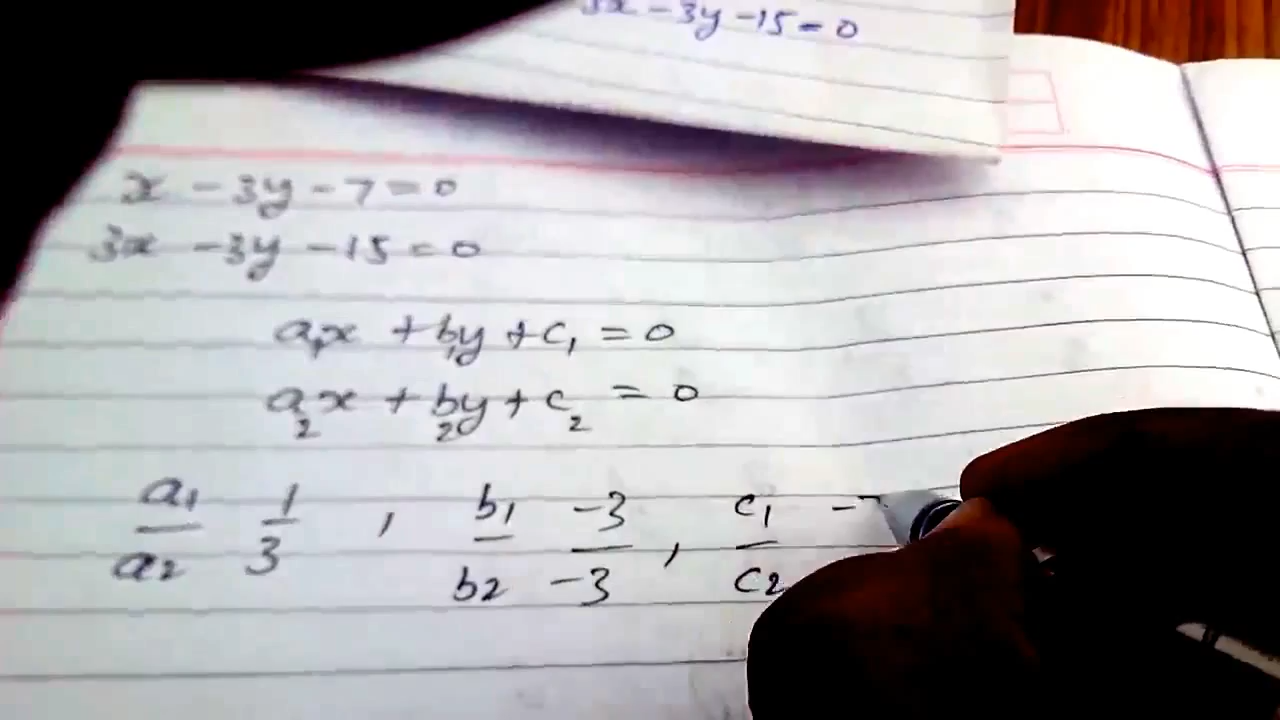 3x - 3y - 15 = 0
x - 3y - 7 = 0
3x - 3y - 15 = 0
a₁x + b₁y + c₁ = 0
a₂x + b₂y + c₂ = 0
a₁/a₂ 1/3 , b₁/b₂ -3/-3 , c₁/c₂ -7